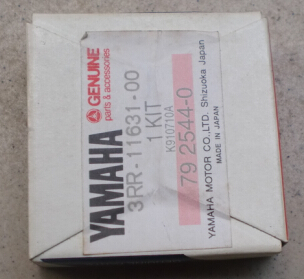 YAMAHA
GENUINE
parts & accessories
3RR-11631-00
1 KIT
K910710A
79 2544-0
YAMAHA MOTOR CO., LTD. Shizuoka Japan
MADE IN JAPAN